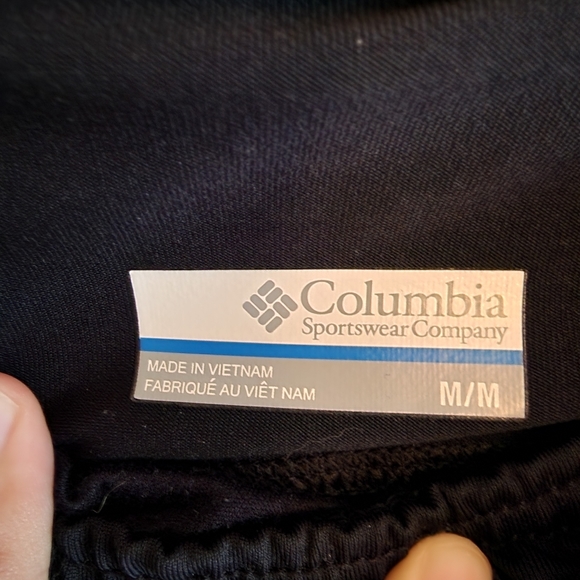 Columbia
Sportswear Company
MADE IN VIETNAM
FABRIQUÉ AU VIÊT NAM
M/M